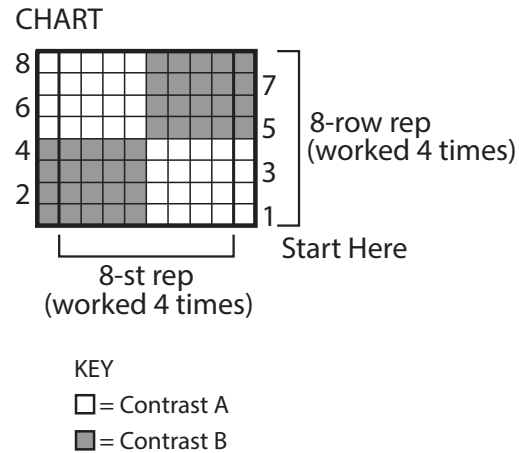 CHART
8
7
6
5
4
3
2
1
8-row rep
(worked 4 times)
Start Here
8-st rep
(worked 4 times)
KEY
= Contrast A
= Contrast B